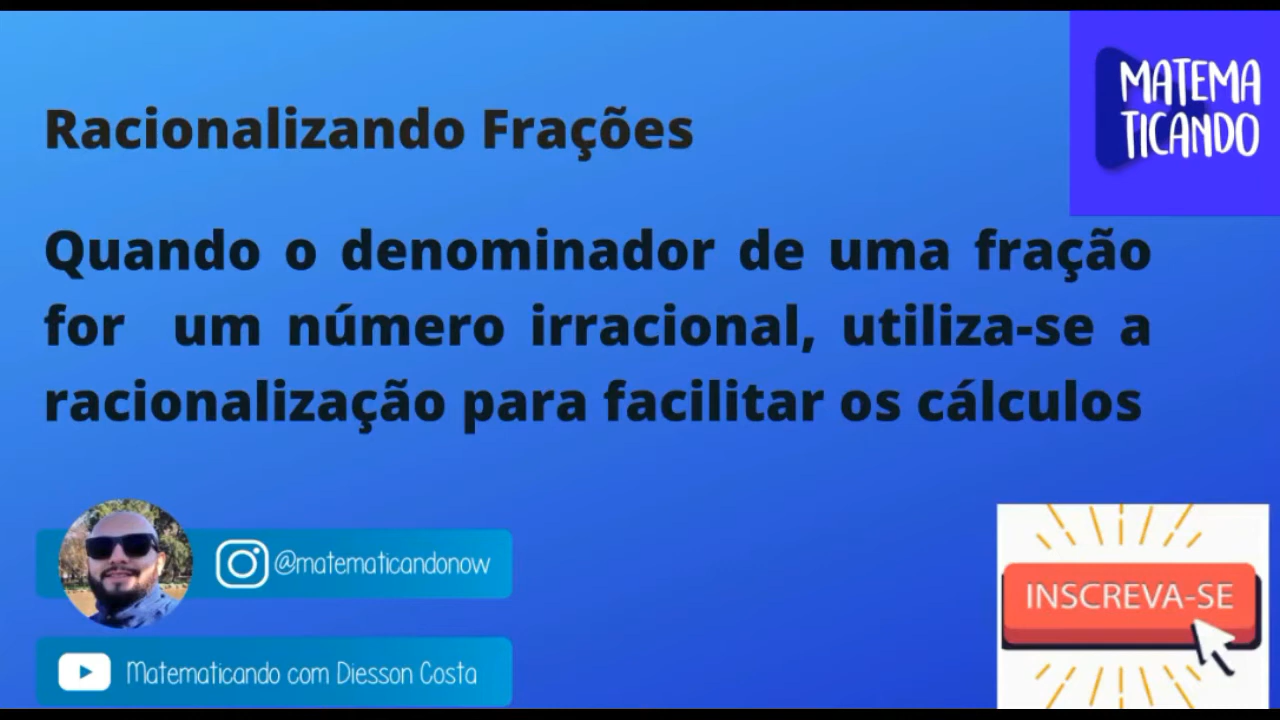 MATEMA
TICANDO
Racionalizando Frações
Quando o denominador de uma fração
for um número irracional, utiliza-se a
racionalização para facilitar os cálculos
@matematicandonow
INSCREVA-SE
Matematicando com Diesson Costa